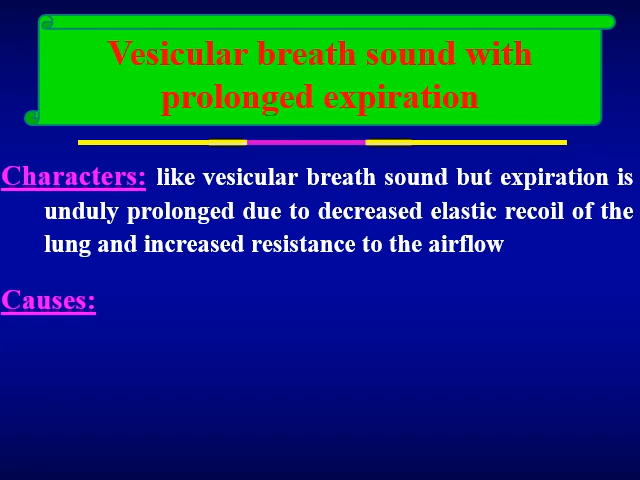 Vesicular breath sound with
prolonged expiration
Characters: like vesicular breath sound but expiration is
unduly prolonged due to decreased elastic recoil of the
lung and increased resistance to the airflow
Causes: